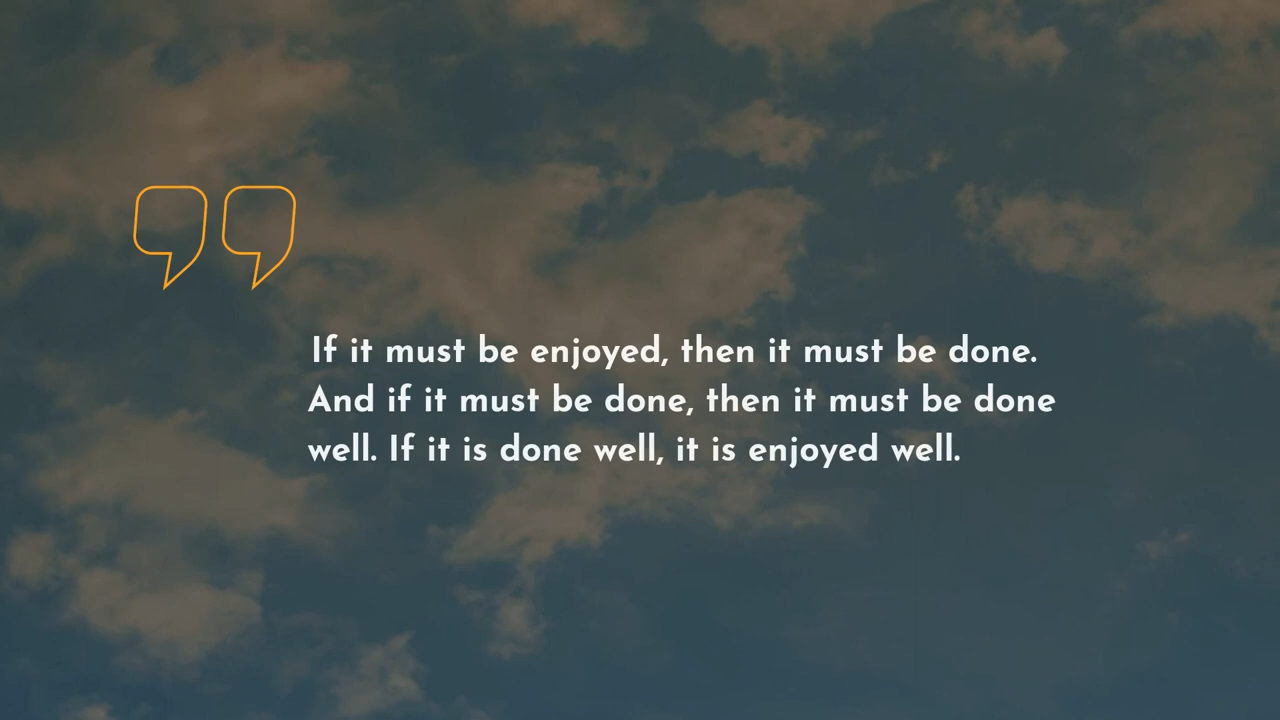 If it must be enjoyed, then it must be done.
And if it must be done, then it must be done
well. If it is done well, it is enjoyed well.